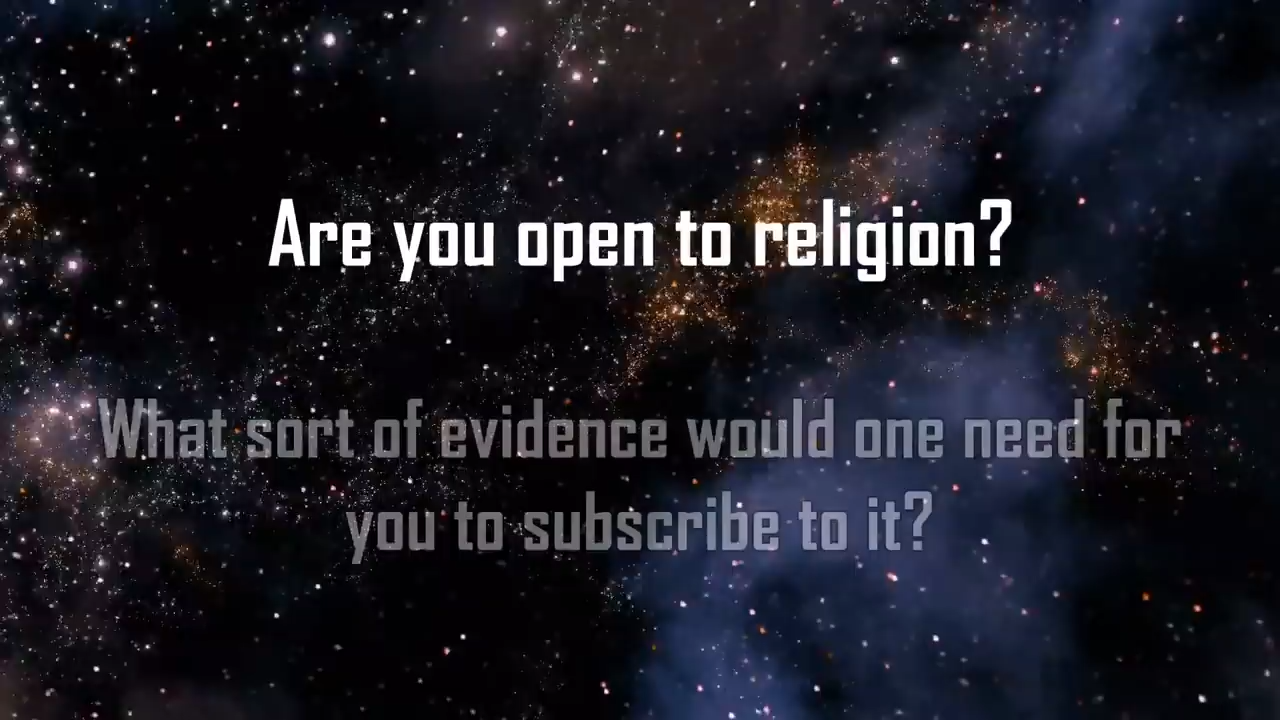 Are you open to religion?
What sort of evidence would one need for
you to subscribe to it?